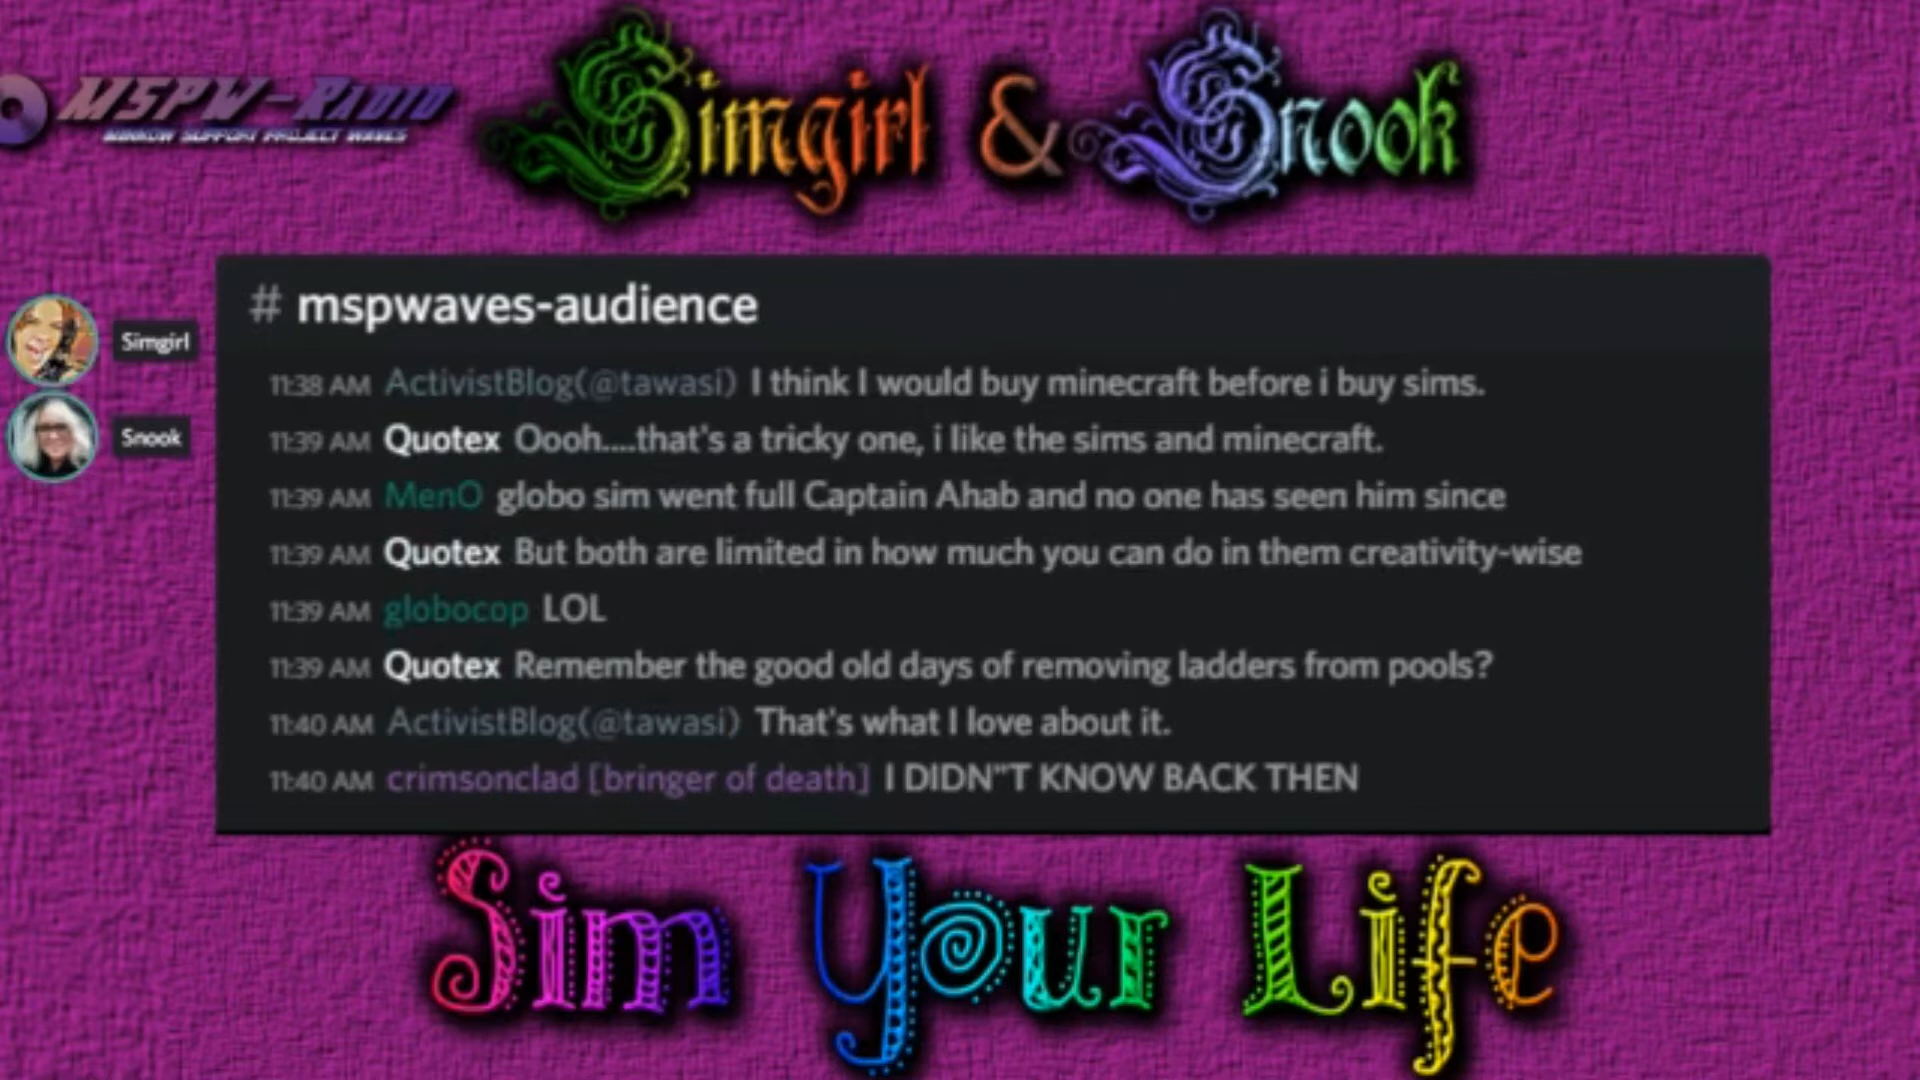 Simgirl & Snook
MSPW-RADIO
MINNOW SUPPORT PROJECT WAVES
# mspwaves-audience
Simgirl
Snook
11:38 AM ActivistBlog(@tawasi) I think I would buy minecraft before i buy sims.
11:39 AM Quotex Oooh....that's a tricky one, i like the sims and minecraft.
11:39 AM MenO globo sim went full Captain Ahab and no one has seen him since
11:39 AM Quotex But both are limited in how much you can do in them creativity-wise
11:39 AM globocop LOL
11:39 AM Quotex Remember the good old days of removing ladders from pools?
11:40 AM ActivistBlog(@tawasi) That's what I love about it.
11:40 AM crimsonclad [bringer of death] I DIDN"T KNOW BACK THEN
Sim Your Life